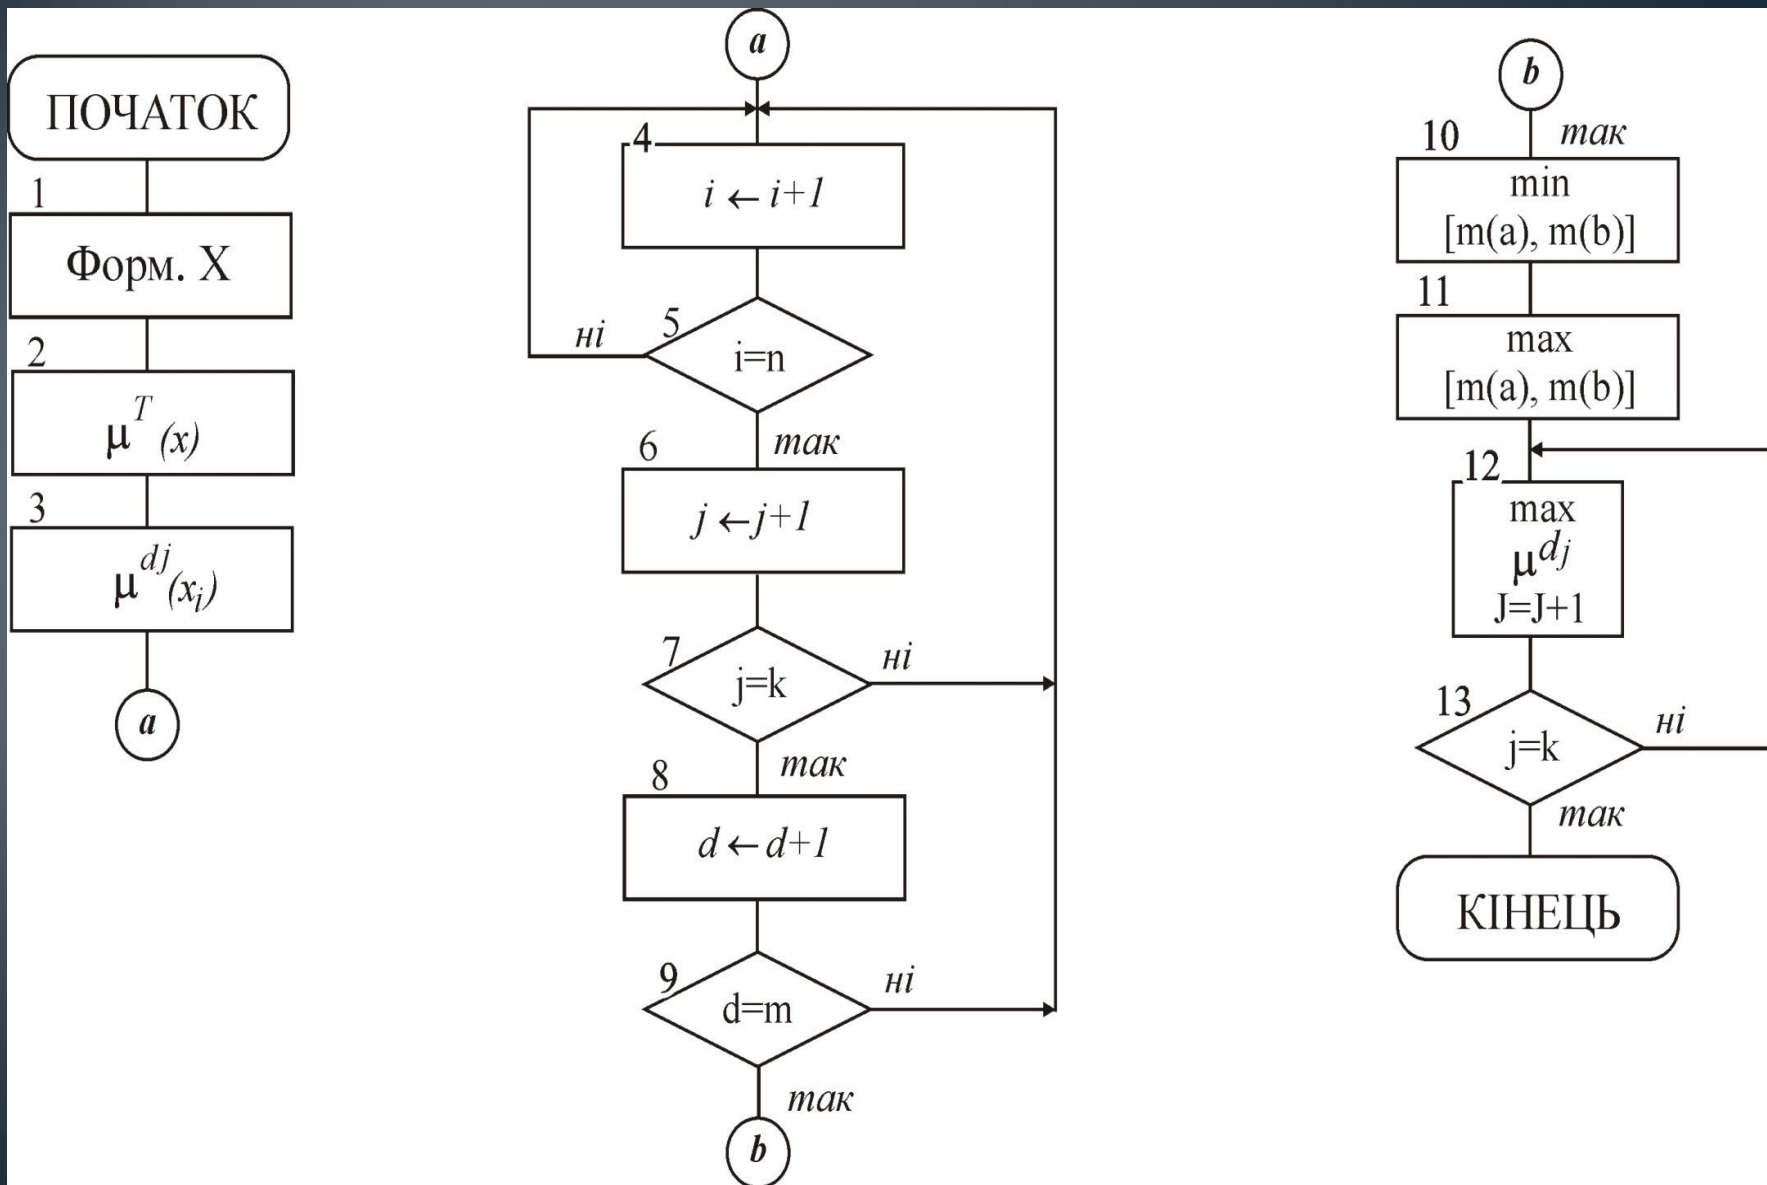 ПОЧАТОК
1
Форм. X
2
μ^T (x)
3
μ^dj (x_i)
a
a
4
i ← i+1
5
ні
i=n
так
6
j ←j+1
7
j=k
ні
так
8
d ← d+1
9
d=m
ні
так
b
b
так
10
min
[m(a), m(b)]
11
max
[m(a), m(b)]
12
max
μ^dj
J=J+1
13
j=k
ні
так
КІНЕЦЬ